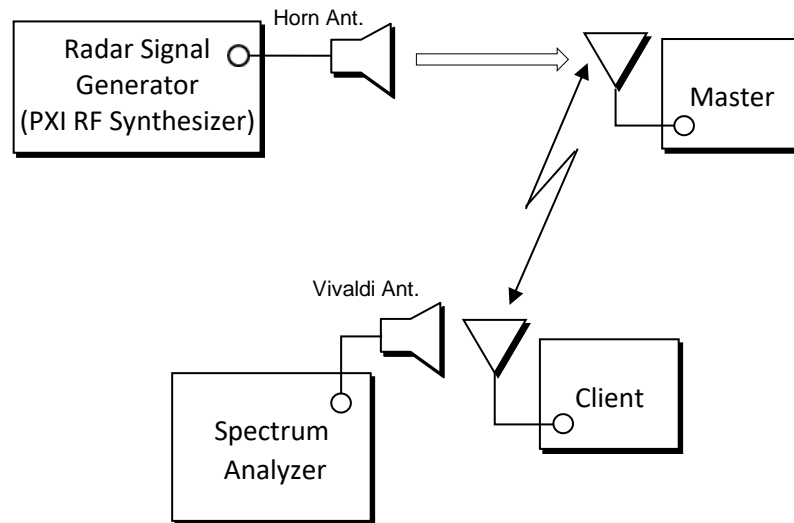 Horn Ant.
Radar Signal
Generator
(PXI RF Synthesizer)
Master
Vivaldi Ant.
Client
Spectrum
Analyzer